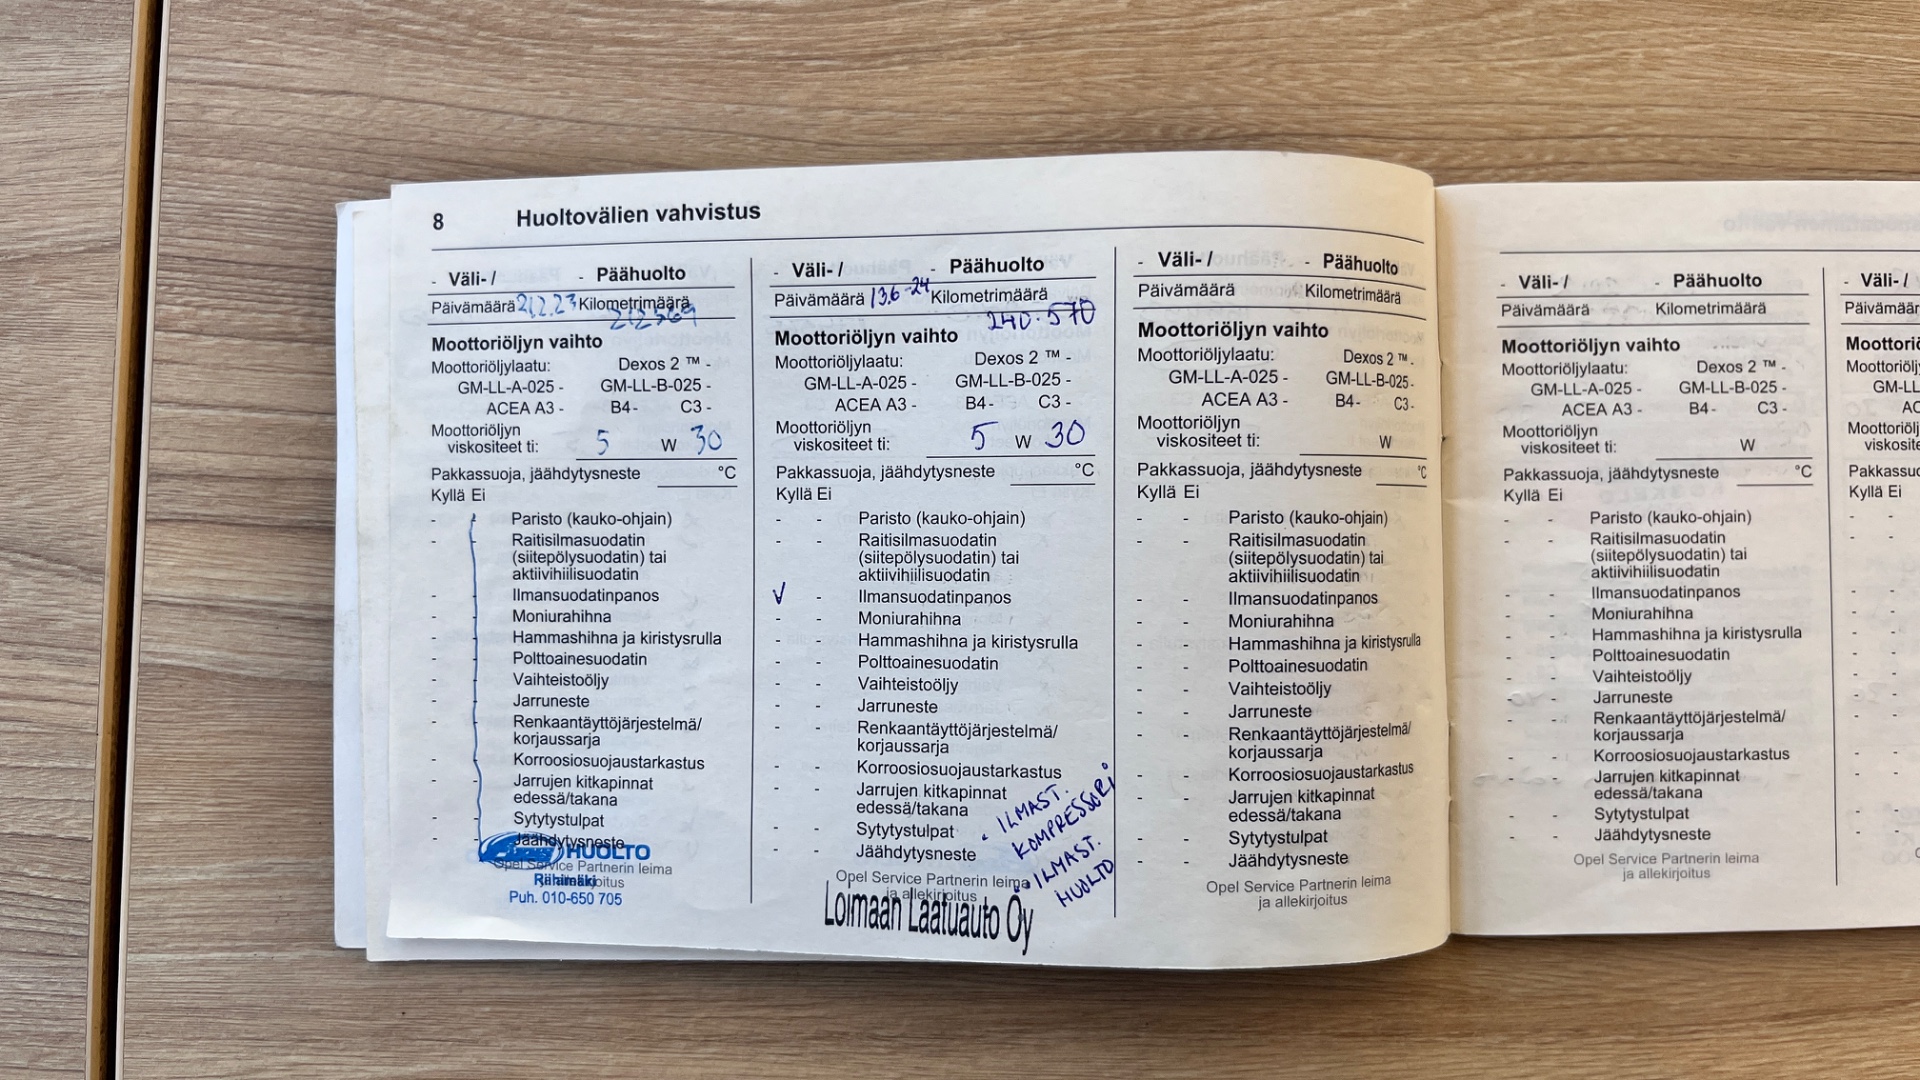 8 Huoltovälien vahvistus
- Väli- / - Päähuolto
Päivämäärä 21.2.23 Kilometrimäärä
212569
Moottoriöljyn vaihto
Moottoriöljylaatu: Dexos 2 ™ -
GM-LL-A-025 - GM-LL-B-025 -
ACEA A3 - B4- C3 -
Moottoriöljyn
viskositeet ti: 5 W 30
Pakkassuoja, jäähdytysneste °C
Kyllä Ei
- - Paristo (kauko-ohjain)
- - Raitisilmasuodatin
(siitepölysuodatin) tai
aktiivihiilisuodatin
- - Ilmansuodatinpanos
- - Moniurahihna
- - Hammashihna ja kiristysrulla
- - Polttoainesuodatin
- - Vaihteistoöljy
- - Jarruneste
- - Renkaantäyttöjärjestelmä/
korjaussarja
- - Korroosiosuojaustarkastus
- - Jarrujen kitkapinnat
edessä/takana
- - Sytytystulpat
- - Jäähdytysneste
HUOLTO
Opel Service Partnerin leima
ja allekirjoitus
Riihimäki
Puh. 010-650 705
- Väli- / - Päähuolto
Päivämäärä 13.6-24 Kilometrimäärä
240.570
Moottoriöljyn vaihto
Moottoriöljylaatu: Dexos 2 ™ -
GM-LL-A-025 - GM-LL-B-025 -
ACEA A3 - B4- C3 -
Moottoriöljyn
viskositeet ti: 5 W 30
Pakkassuoja, jäähdytysneste °C
Kyllä Ei
- - Paristo (kauko-ohjain)
- - Raitisilmasuodatin
(siitepölysuodatin) tai
aktiivihiilisuodatin
✓ - Ilmansuodatinpanos
- - Moniurahihna
- - Hammashihna ja kiristysrulla
- - Polttoainesuodatin
- - Vaihteistoöljy
- - Jarruneste
- - Renkaantäyttöjärjestelmä/
korjaussarja
- - Korroosiosuojaustarkastus
- - Jarrujen kitkapinnat
edessä/takana
- - Sytytystulpat
- - Jäähdytysneste
• ILMAST.
KOMPRESSORI
• ILMAST.
HUOLTO
Opel Service Partnerin leima
ja allekirjoitus
Loimaan Laatuauto Oy
- Väli- / - Päähuolto
Päivämäärä Kilometrimäärä
Moottoriöljyn vaihto
Moottoriöljylaatu: Dexos 2 ™ -
GM-LL-A-025 - GM-LL-B-025 -
ACEA A3 - B4- C3 -
Moottoriöljyn
viskositeet ti: W
Pakkassuoja, jäähdytysneste °C
Kyllä Ei
- - Paristo (kauko-ohjain)
- - Raitisilmasuodatin
(siitepölysuodatin) tai
aktiivihiilisuodatin
- - Ilmansuodatinpanos
- - Moniurahihna
- - Hammashihna ja kiristysrulla
- - Polttoainesuodatin
- - Vaihteistoöljy
- - Jarruneste
- - Renkaantäyttöjärjestelmä/
korjaussarja
- - Korroosiosuojaustarkastus
- - Jarrujen kitkapinnat
edessä/takana
- - Sytytystulpat
- - Jäähdytysneste
Opel Service Partnerin leima
ja allekirjoitus
- Väli- / - Päähuolto
Päivämäärä Kilometrimäärä
Moottoriöljyn vaihto
Moottoriöljylaatu: Dexos 2 ™ -
GM-LL-A-025 - GM-LL-B-025 -
ACEA A3 - B4- C3 -
Moottoriöljyn
viskositeet ti: W
Pakkassuoja, jäähdytysneste °C
Kyllä Ei
- - Paristo (kauko-ohjain)
- - Raitisilmasuodatin
(siitepölysuodatin) tai
aktiivihiilisuodatin
- - Ilmansuodatinpanos
- - Moniurahihna
- - Hammashihna ja kiristysrulla
- - Polttoainesuodatin
- - Vaihteistoöljy
- - Jarruneste
- - Renkaantäyttöjärjestelmä/
korjaussarja
- - Korroosiosuojaustarkastus
- - Jarrujen kitkapinnat
edessä/takana
- - Sytytystulpat
- - Jäähdytysneste
Opel Service Partnerin leima
ja allekirjoitus
- Väli- /
Kyllä Ei